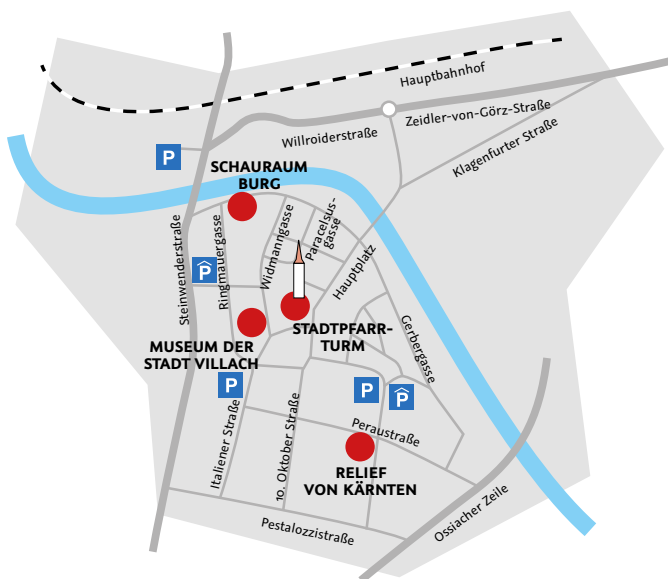 Hauptbahnhof
Zeidler-von-Görz-Straße
Willroiderstraße
Klagenfurter Straße
P
SCHAURAUM
BURG
Steinwenderstraße
Ringmauergasse
Widmanngasse
Paracelsus-
gasse
Hauptplatz
P
STADTPFARR-
TURM
Gerbergasse
MUSEUM DER
STADT VILLACH
P
P
P
Italiener Straße
10. Oktober Straße
Peraustraße
RELIEF
VON KÄRNTEN
Pestalozzistraße
Ossiacher Zeile